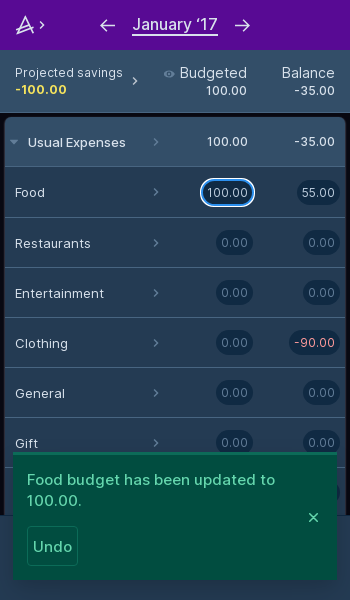 January ‘17
Projected savings
-100.00
Budgeted
100.00
Balance
-35.00
Usual Expenses 100.00 -35.00
Food 100.00 55.00
Restaurants 0.00 0.00
Entertainment 0.00 0.00
Clothing 0.00 -90.00
General 0.00 0.00
Gift 0.00 0.00
Food budget has been updated to
100.00.
Undo